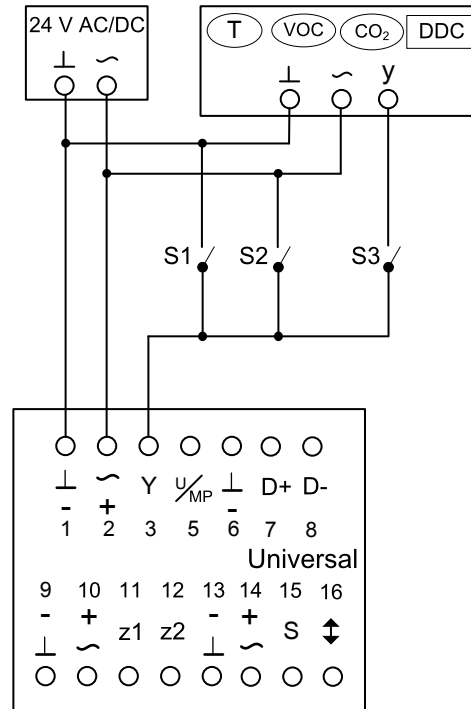 24 V AC/DC
T VOC CO₂ DDC
⊥ ~
⊥ ~ y
S1 S2 S3
⊥ ~ Y U/MP ⊥ D+ D-
- + -
1 2 3 5 6 7 8
Universal
9 10 11 12 13 14 15 16
- + z1 z2 - + S ↕
⊥ ~ ⊥ ~